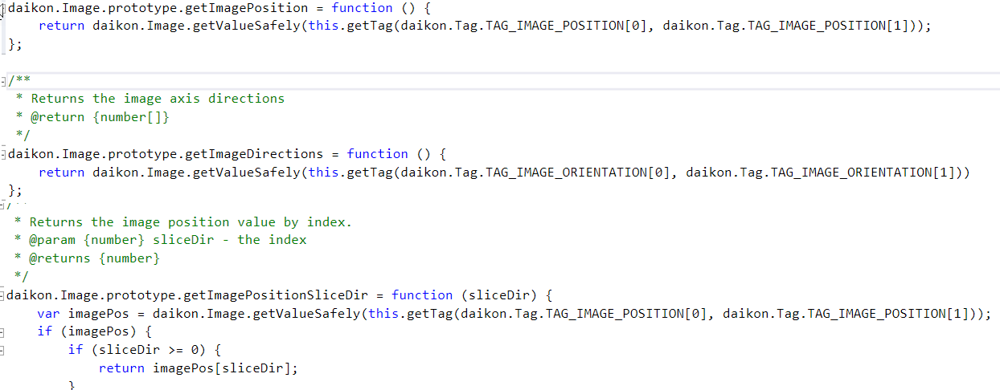 daikon.Image.prototype.getImagePosition = function () {
    return daikon.Image.getValueSafely(this.getTag(daikon.Tag.TAG_IMAGE_POSITION[0], daikon.Tag.TAG_IMAGE_POSITION[1]));
};
/**
 * Returns the image axis directions
 * @return {number[]}
 */
daikon.Image.prototype.getImageDirections = function () {
    return daikon.Image.getValueSafely(this.getTag(daikon.Tag.TAG_IMAGE_ORIENTATION[0], daikon.Tag.TAG_IMAGE_ORIENTATION[1]))
};
 * Returns the image position value by index.
 * @param {number} sliceDir - the index
 * @returns {number}
 */
daikon.Image.prototype.getImagePositionSliceDir = function (sliceDir) {
    var imagePos = daikon.Image.getValueSafely(this.getTag(daikon.Tag.TAG_IMAGE_POSITION[0], daikon.Tag.TAG_IMAGE_POSITION[1]));
    if (imagePos) {
        if (sliceDir >= 0) {
            return imagePos[sliceDir];
        }